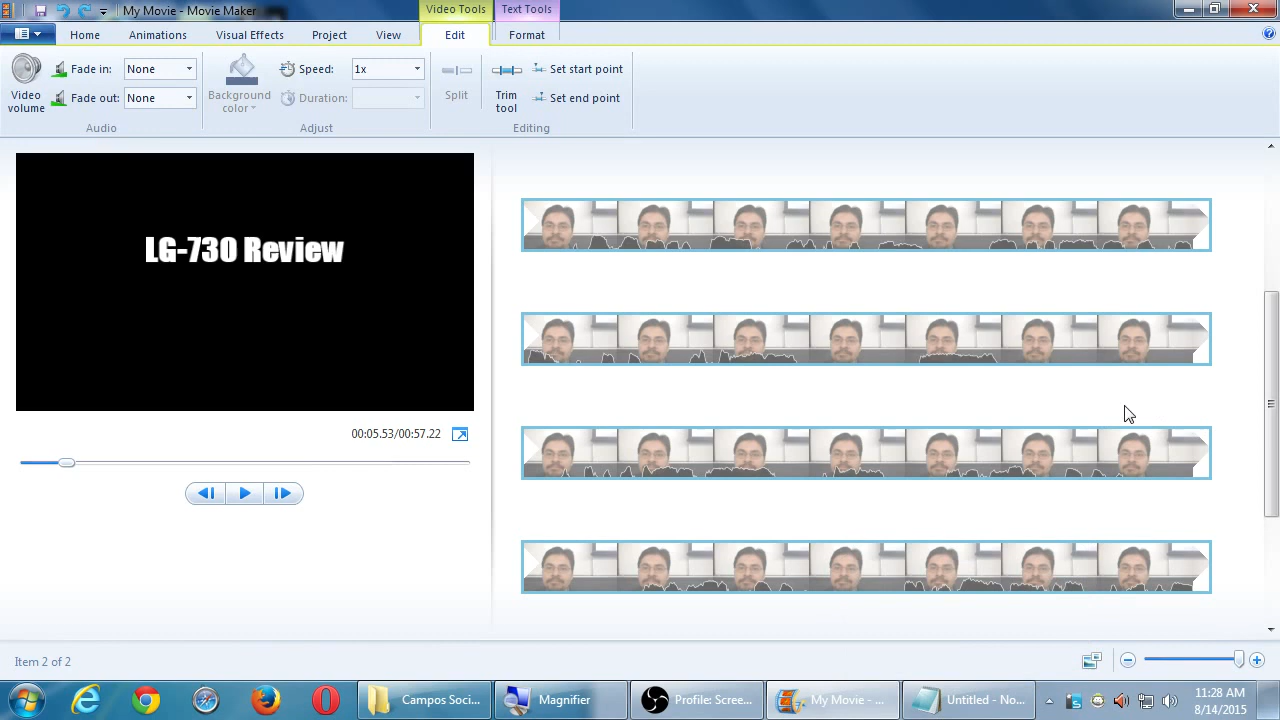 My Movie - Movie Maker
Video Tools
Text Tools
Home
Animations
Visual Effects
Project
View
Edit
Format
Video volume
Fade in:
None
Fade out:
None
Audio
Background color
Speed:
1x
Duration:
Adjust
Split
Trim tool
Set start point
Set end point
Editing
LG-730 Review
00:05.53/00:57.22
Item 2 of 2
Campos Soci...
Magnifier
Profile: Scree...
My Movie - ...
Untitled - No...
11:28 AM
8/14/2015